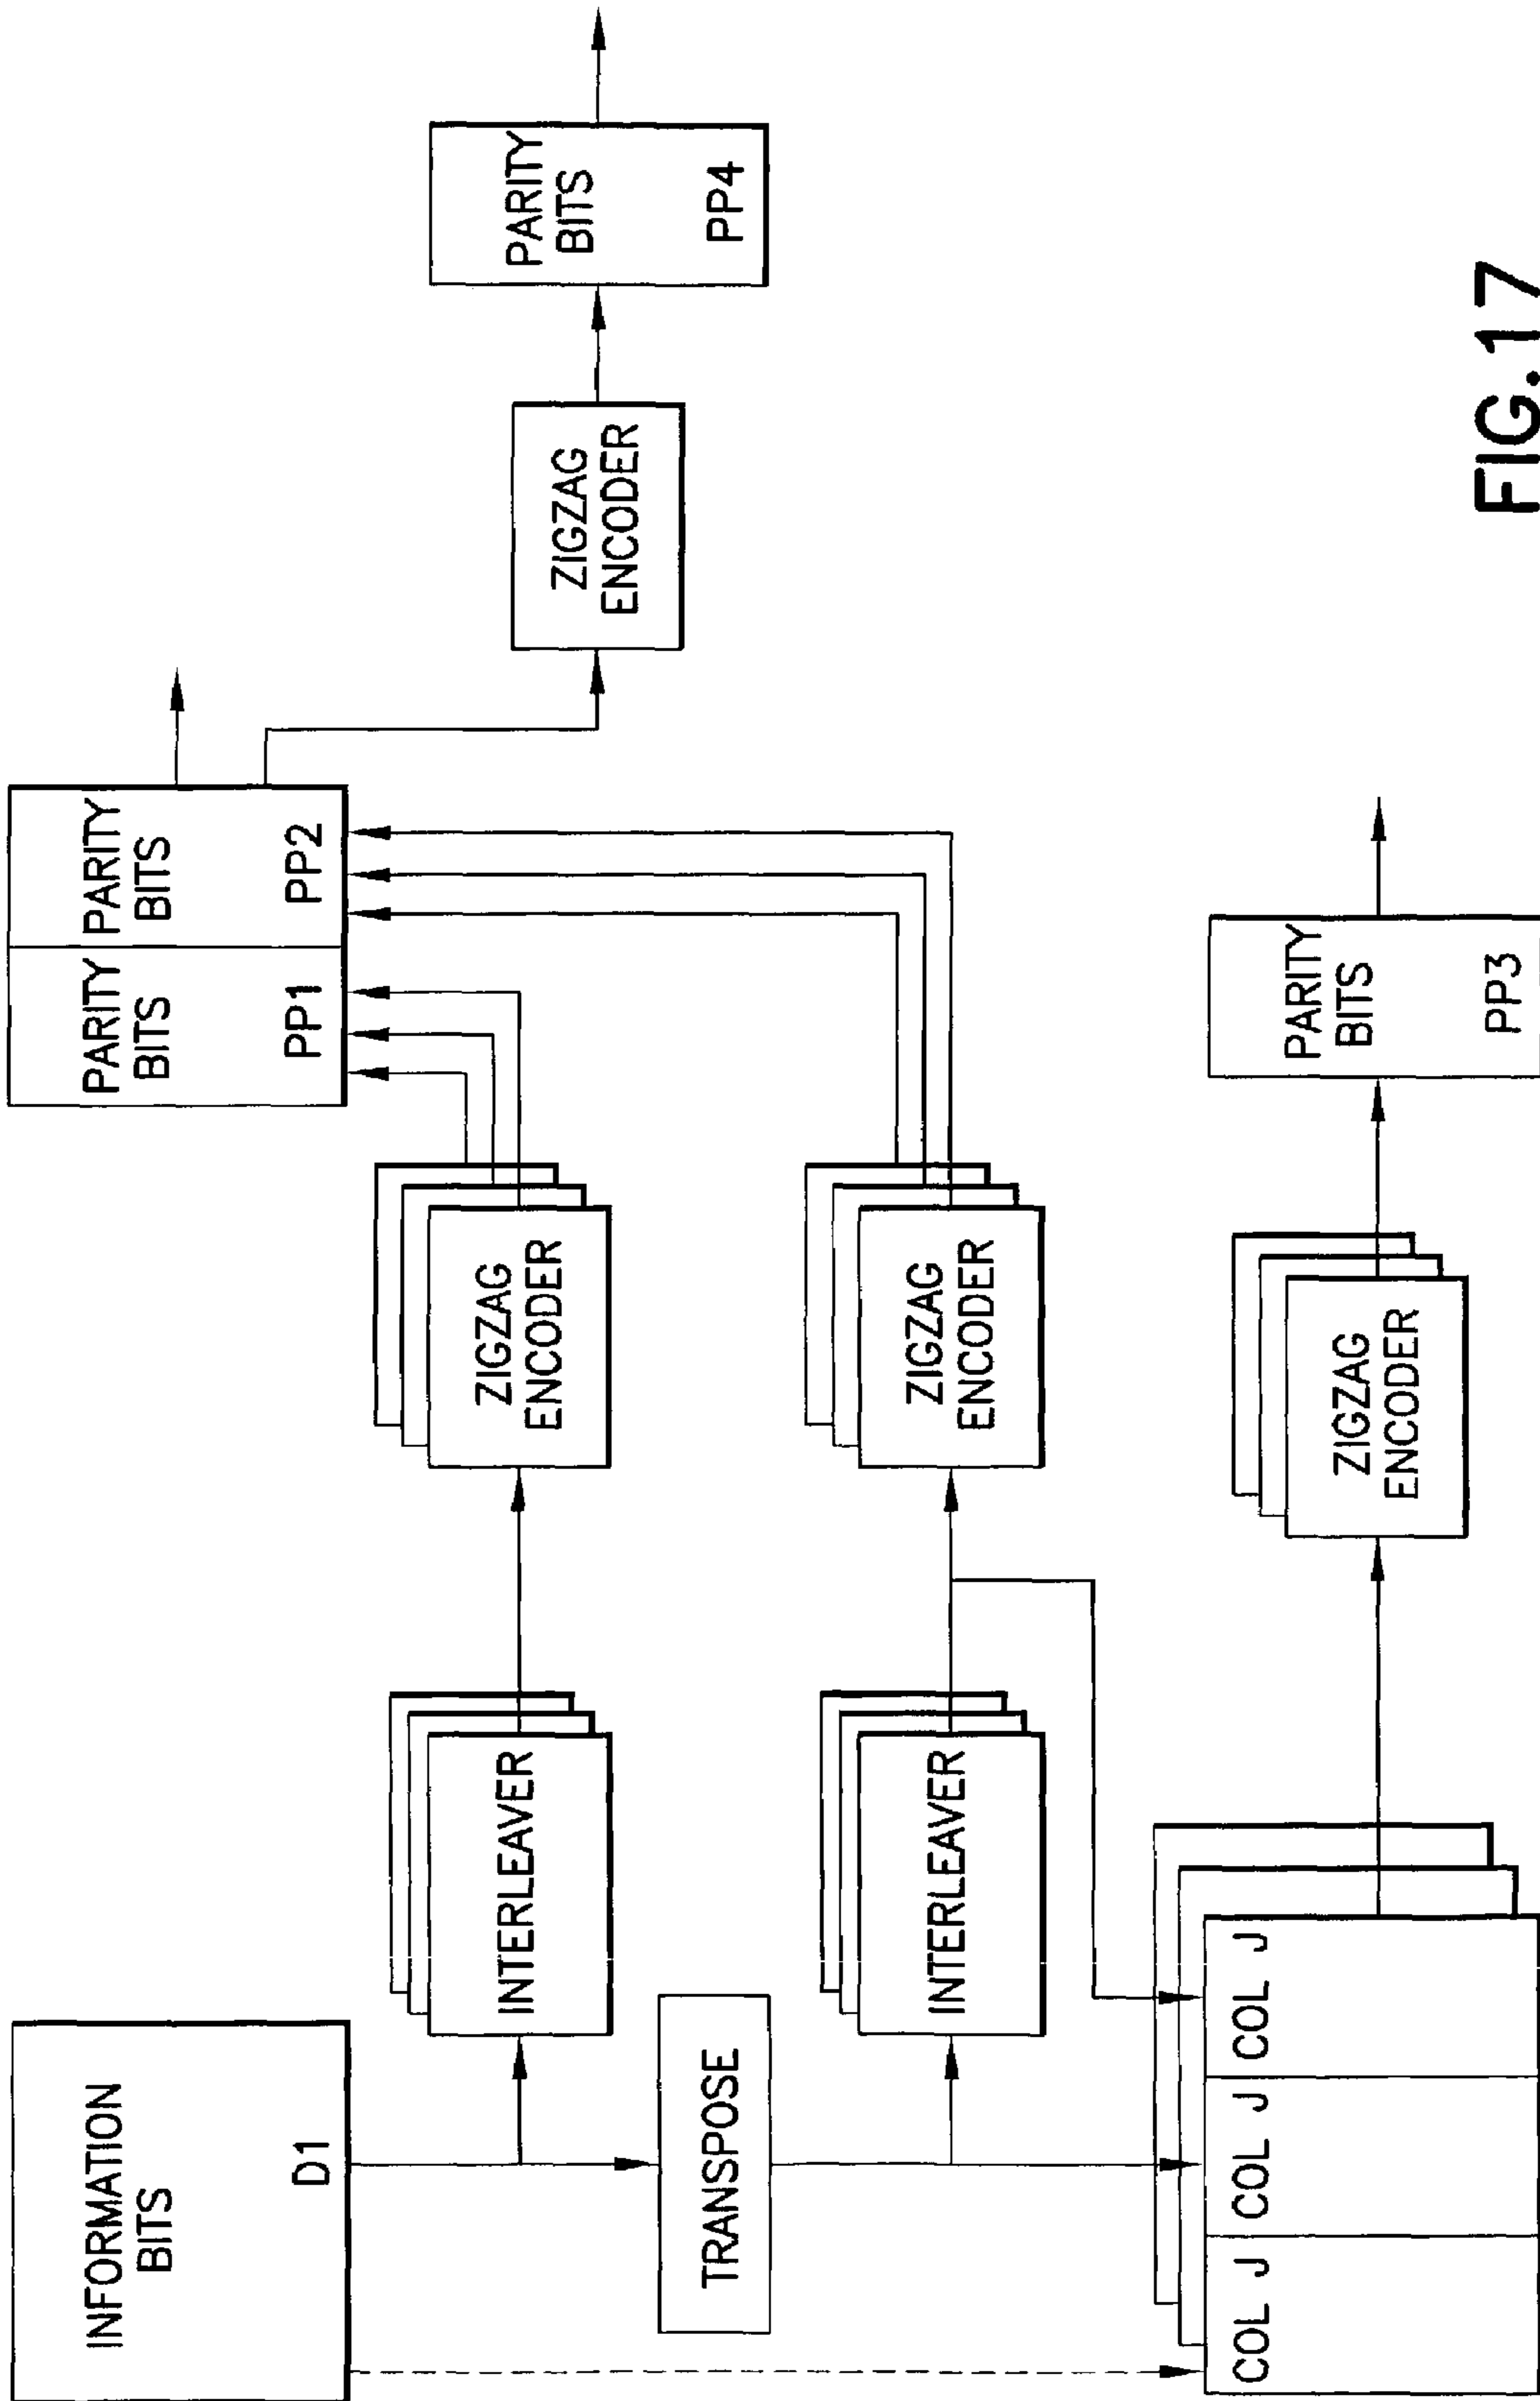 INFORMATION
BITS
D1
PARITY
BITS
PP1
PARITY
BITS
PP2
INTERLEAVER
ZIGZAG
ENCODER
ZIGZAG
ENCODER
PARITY
BITS
PP4
TRANSPOSE
INTERLEAVER
ZIGZAG
ENCODER
COL J
COL J
COL J
ZIGZAG
ENCODER
PARITY
BITS
PP3
FIG.17